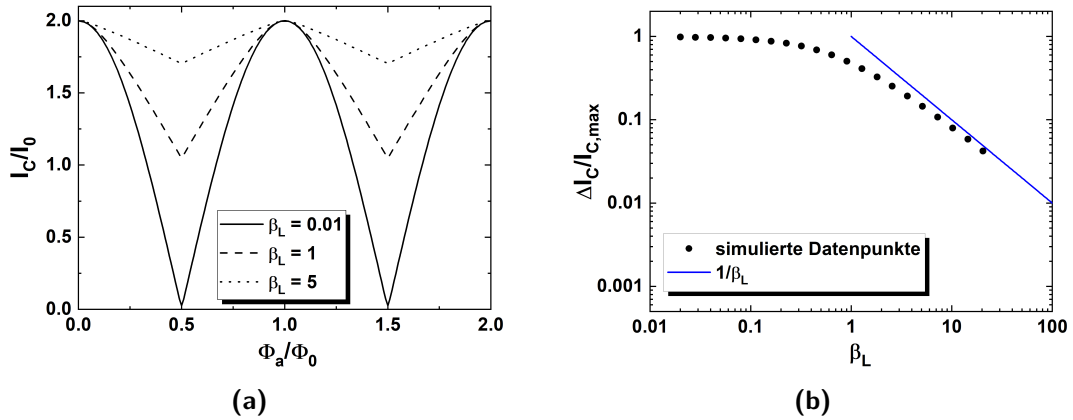 2.0
1.5
1.0
0.5
0.0
I_C/I_0
β_L = 0.01
β_L = 1
β_L = 5
0.0 0.5 1.0 1.5 2.0
Φ_a/Φ_0
(a)
1
0.1
0.01
0.001
ΔI_C/I_C,max
simulierte Datenpunkte
1/β_L
0.01 0.1 1 10 100
β_L
(b)